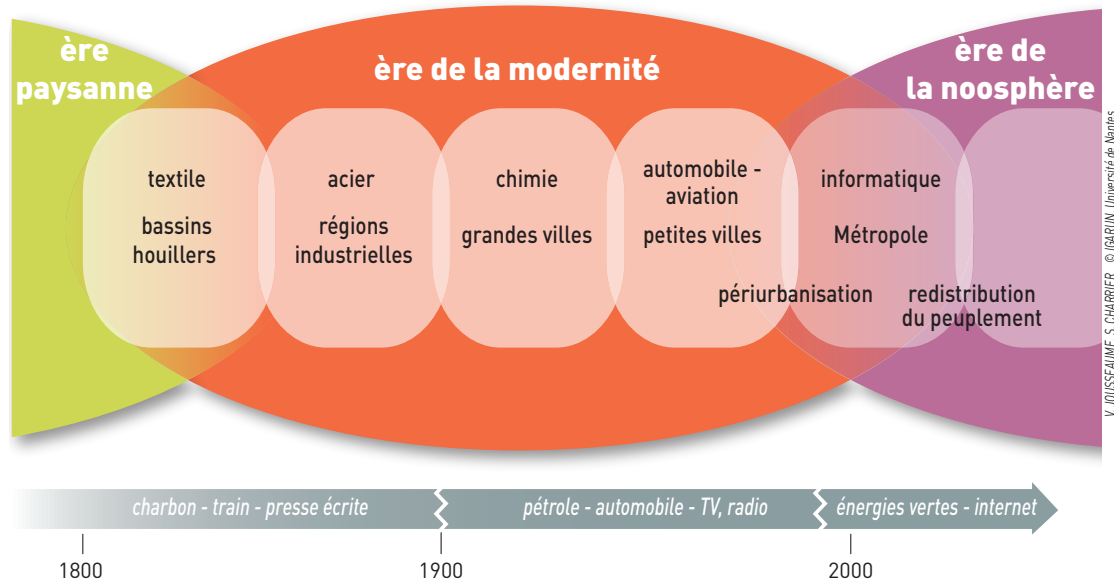 ère
paysanne
ère de la modernité
ère de
la noosphère
textile
bassins
houillers
acier
régions
industrielles
chimie
grandes villes
automobile -
aviation
petites villes
informatique
Métropole
périurbanisation
redistribution
du peuplement
V. JOUSSEAUME, S. CHARRIER, © IGARUN, Université de Nantes
charbon - train - presse écrite
pétrole - automobile - TV, radio
énergies vertes - internet
1800
1900
2000